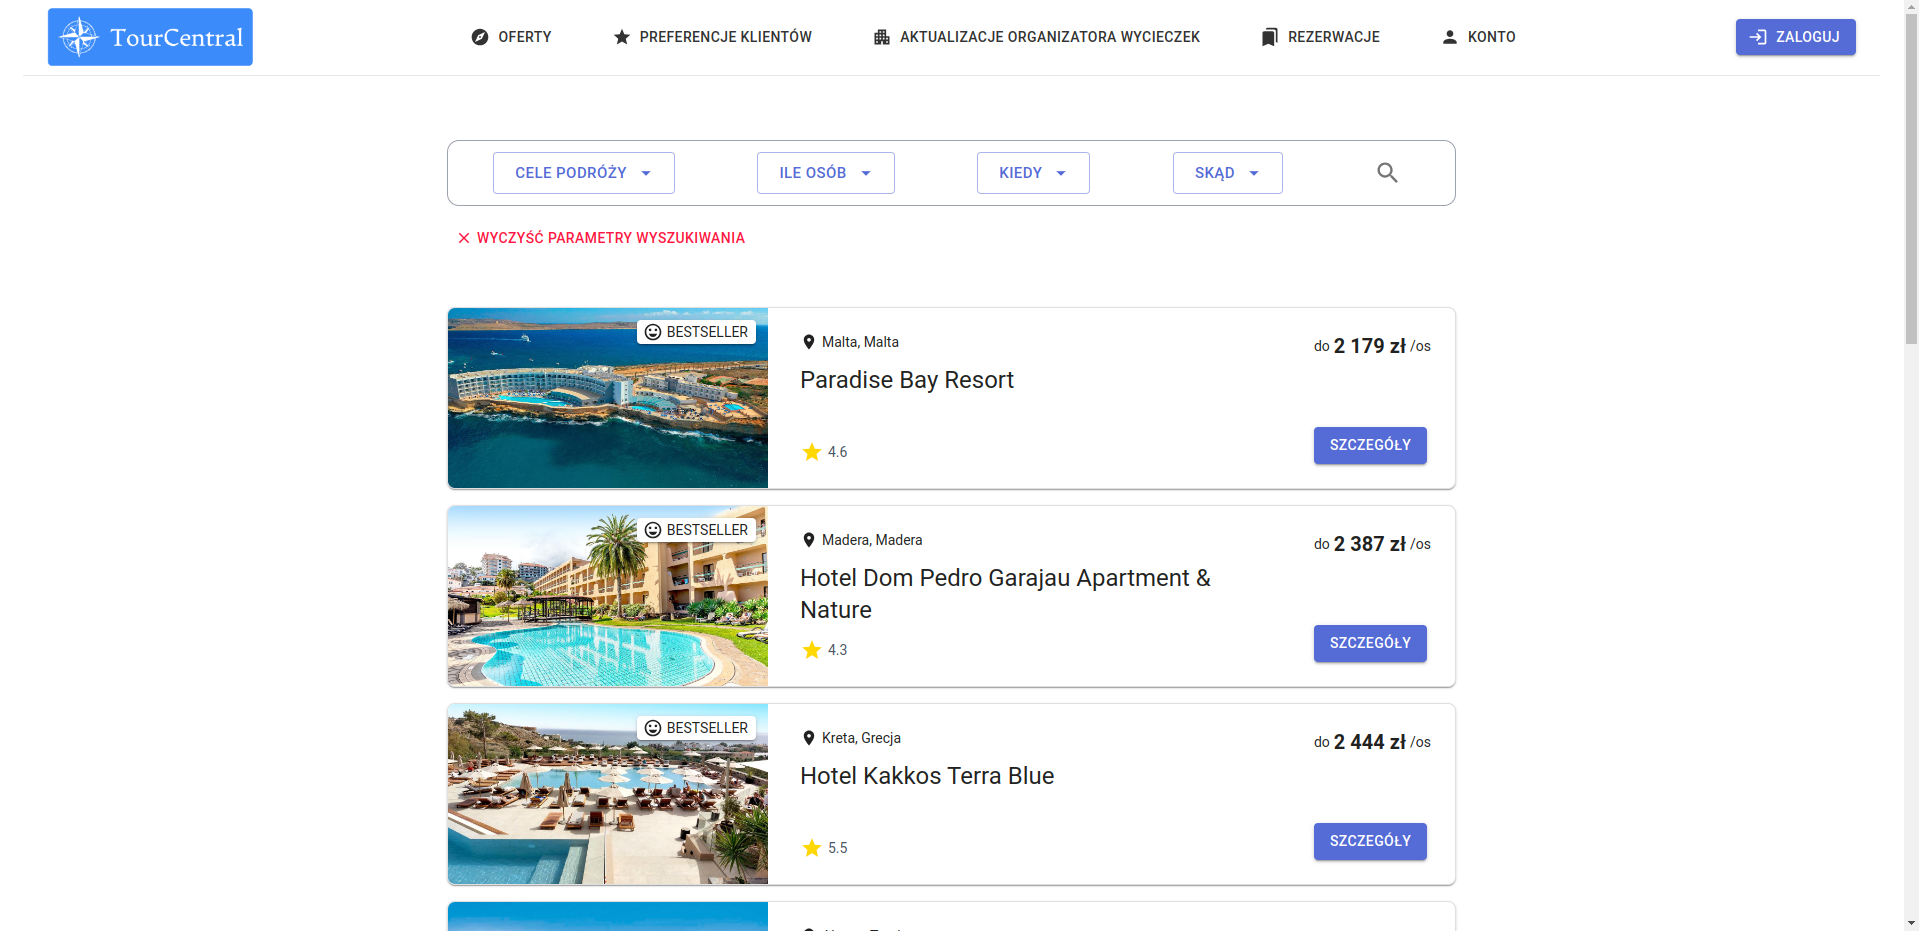 TourCentral
OFERTY
PREFERENCJE KLIENTÓW
AKTUALIZACJE ORGANIZATORA WYCIECZEK
REZERWACJE
KONTO
ZALOGUJ
CELE PODRÓŻY
ILE OSÓB
KIEDY
SKĄD
WYCZYŚĆ PARAMETRY WYSZUKIWANIA
BESTSELLER
Malta, Malta
do 2 179 zł /os
Paradise Bay Resort
4.6
SZCZEGÓŁY
BESTSELLER
Madera, Madera
do 2 387 zł /os
Hotel Dom Pedro Garajau Apartment &
Nature
4.3
SZCZEGÓŁY
BESTSELLER
Kreta, Grecja
do 2 444 zł /os
Hotel Kakkos Terra Blue
5.5
SZCZEGÓŁY